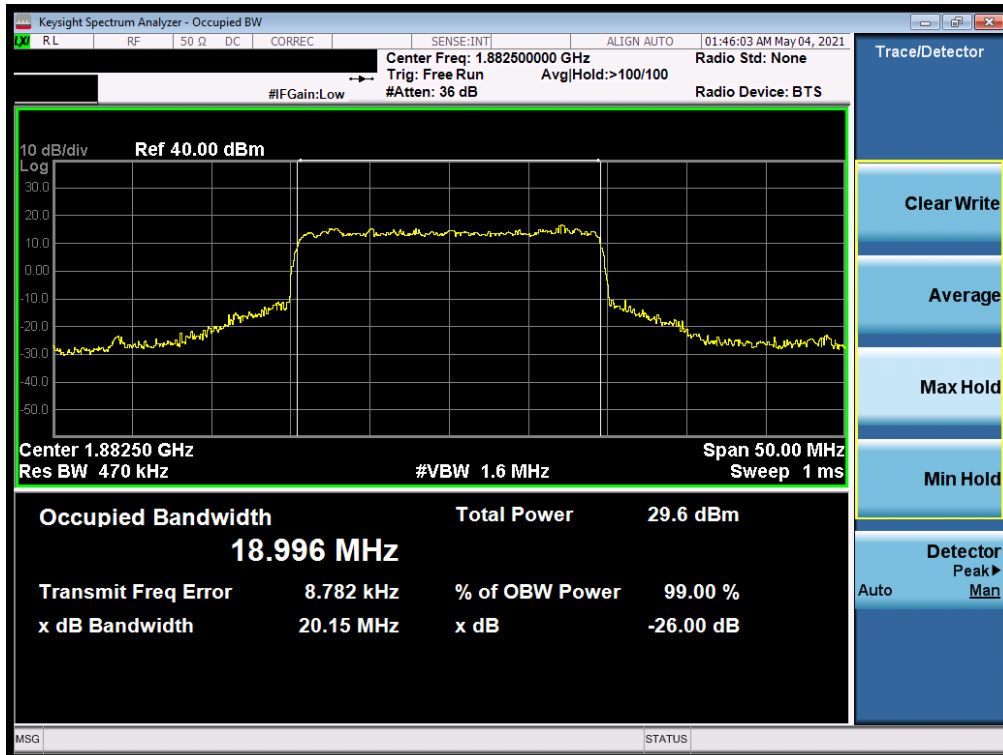 Keysight Spectrum Analyzer - Occupied BW
LXI RL RF 50 Ω DC CORREC SENSE:INT ALIGN AUTO 01:46:03 AM May 04, 2021
Center Freq: 1.882500000 GHz Radio Std: None
Trig: Free Run Avg|Hold:>100/100
#IFGain:Low #Atten: 36 dB Radio Device: BTS
10 dB/div Ref 40.00 dBm
Log
30.0
20.0
10.0
0.00
-10.0
-20.0
-30.0
-40.0
-50.0
Center 1.88250 GHz Span 50.00 MHz
Res BW 470 kHz #VBW 1.6 MHz Sweep 1 ms
Occupied Bandwidth Total Power 29.6 dBm
18.996 MHz
Transmit Freq Error 8.782 kHz % of OBW Power 99.00 %
x dB Bandwidth 20.15 MHz x dB -26.00 dB
Trace/Detector
Clear Write
Average
Max Hold
Min Hold
Detector
Peak▶
Auto Man
MSG STATUS